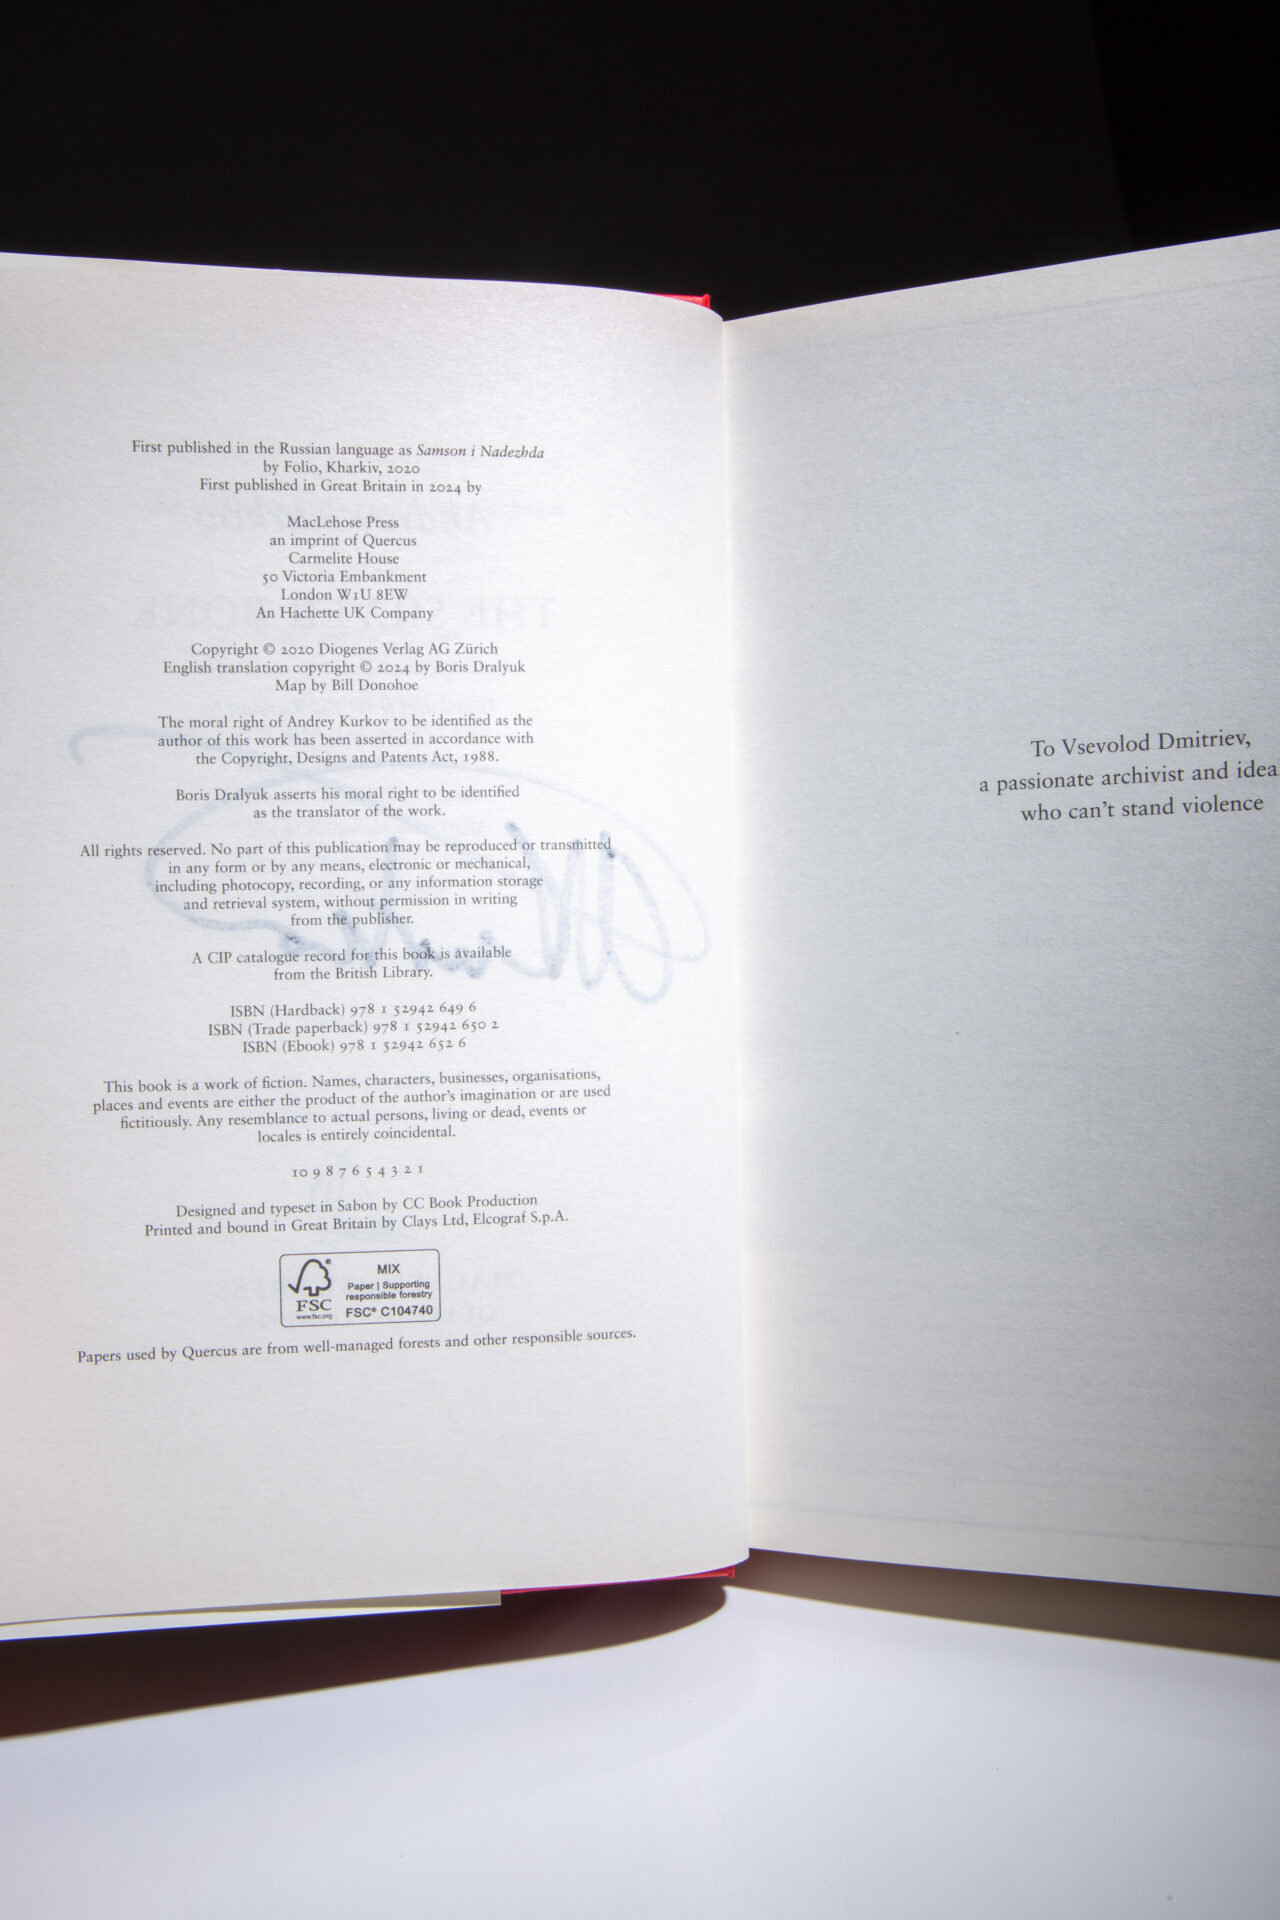 First published in the Russian language as Samson i Nadezhda
by Folio, Kharkiv, 2020
First published in Great Britain in 2024 by
MacLehose Press
an imprint of Quercus
Carmelite House
50 Victoria Embankment
London W1U 8EW
An Hachette UK Company
Copyright © 2020 Diogenes Verlag AG Zürich
English translation copyright © 2024 by Boris Dralyuk
Map by Bill Donohoe
The moral right of Andrey Kurkov to be identified as the
author of this work has been asserted in accordance with
the Copyright, Designs and Patents Act, 1988.
Boris Dralyuk asserts his moral right to be identified
as the translator of the work.
All rights reserved. No part of this publication may be reproduced or transmitted
in any form or by any means, electronic or mechanical,
including photocopy, recording, or any information storage
and retrieval system, without permission in writing
from the publisher.
A CIP catalogue record for this book is available
from the British Library.
ISBN (Hardback) 978 1 52942 649 6
ISBN (Trade paperback) 978 1 52942 650 2
ISBN (Ebook) 978 1 52942 652 6
This book is a work of fiction. Names, characters, businesses, organisations,
places and events are either the product of the author's imagination or are used
fictitiously. Any resemblance to actual persons, living or dead, events or
locales is entirely coincidental.
10 9 8 7 6 5 4 3 2 1
Designed and typeset in Sabon by CC Book Production
Printed and bound in Great Britain by Clays Ltd, Elcograf S.p.A.
FSC
www.fsc.org
MIX
Paper | Supporting
responsible forestry
FSC® C104740
Papers used by Quercus are from well-managed forests and other responsible sources.
To Vsevolod Dmitriev,
a passionate archivist and
who can't stand violence